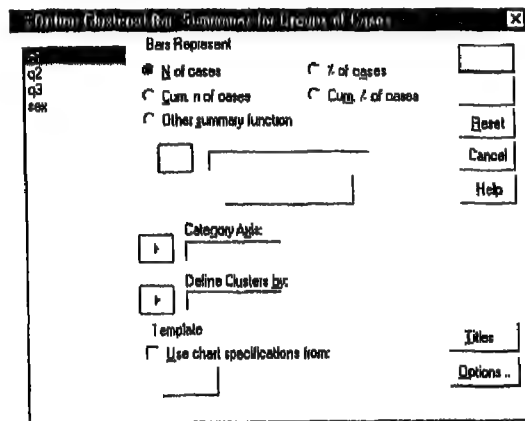 Define Clustered Bar: Summaries for Groups of Cases
Bars Represent
q2
q3
sex
N of cases
% of cases
Cum. n of cases
Cum. % of cases
Other summary function
Reset
Cancel
Help
Category Axis:
Define Clusters by:
Template
Use chart specifications from:
Titles
Options ..